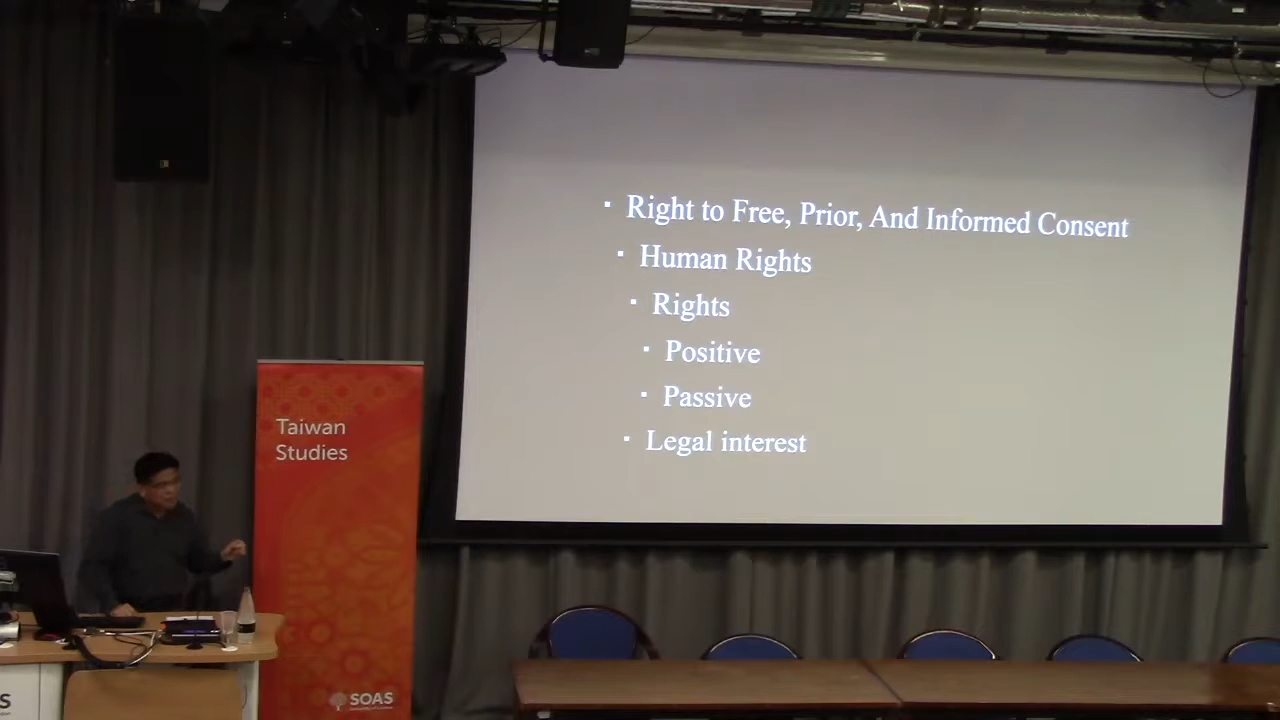 ▪ Right to Free, Prior, And Informed Consent
▪ Human Rights
▪ Rights
▪ Positive
▪ Passive
▪ Legal interest
Taiwan
Studies
SOAS
S